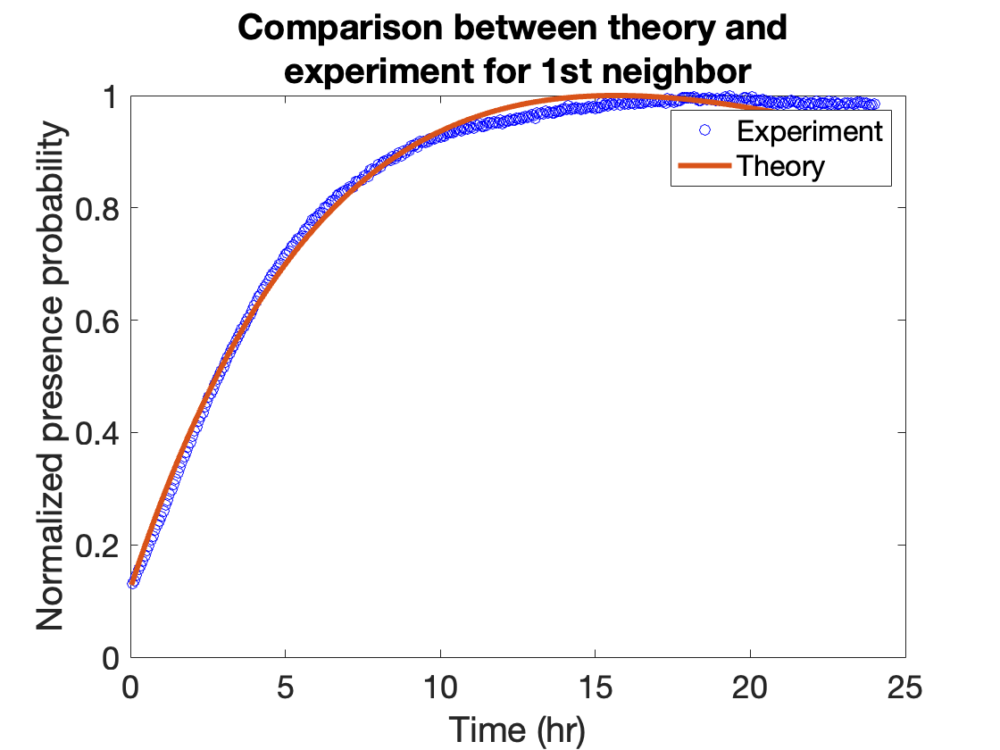 Comparison between theory and
experiment for 1st neighbor
Normalized presence probability
1
0.8
0.6
0.4
0.2
0
Experiment
Theory
0 5 10 15 20 25
Time (hr)